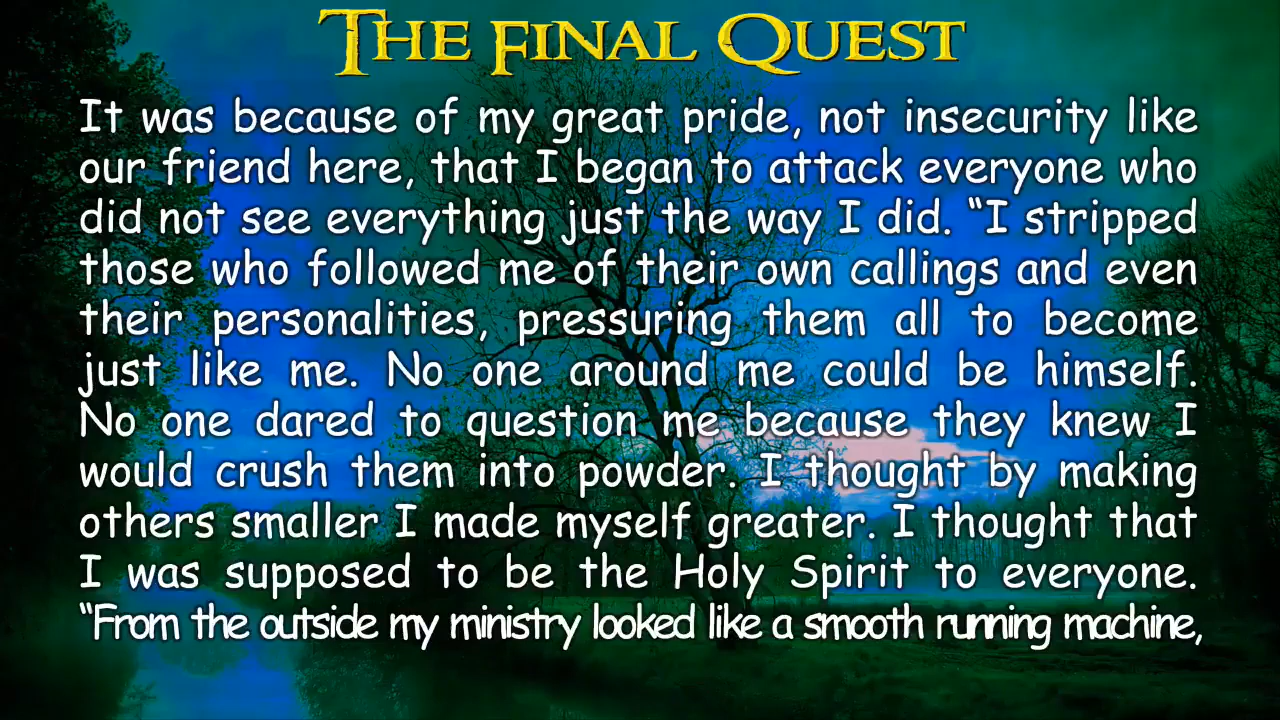 The Final Quest
It was because of my great pride, not insecurity like
our friend here, that I began to attack everyone who
did not see everything just the way I did. “I stripped
those who followed me of their own callings and even
their personalities, pressuring them all to become
just like me. No one around me could be himself.
No one dared to question me because they knew I
would crush them into powder. I thought by making
others smaller I made myself greater. I thought that
I was supposed to be the Holy Spirit to everyone.
“From the outside my ministry looked like a smooth running machine,